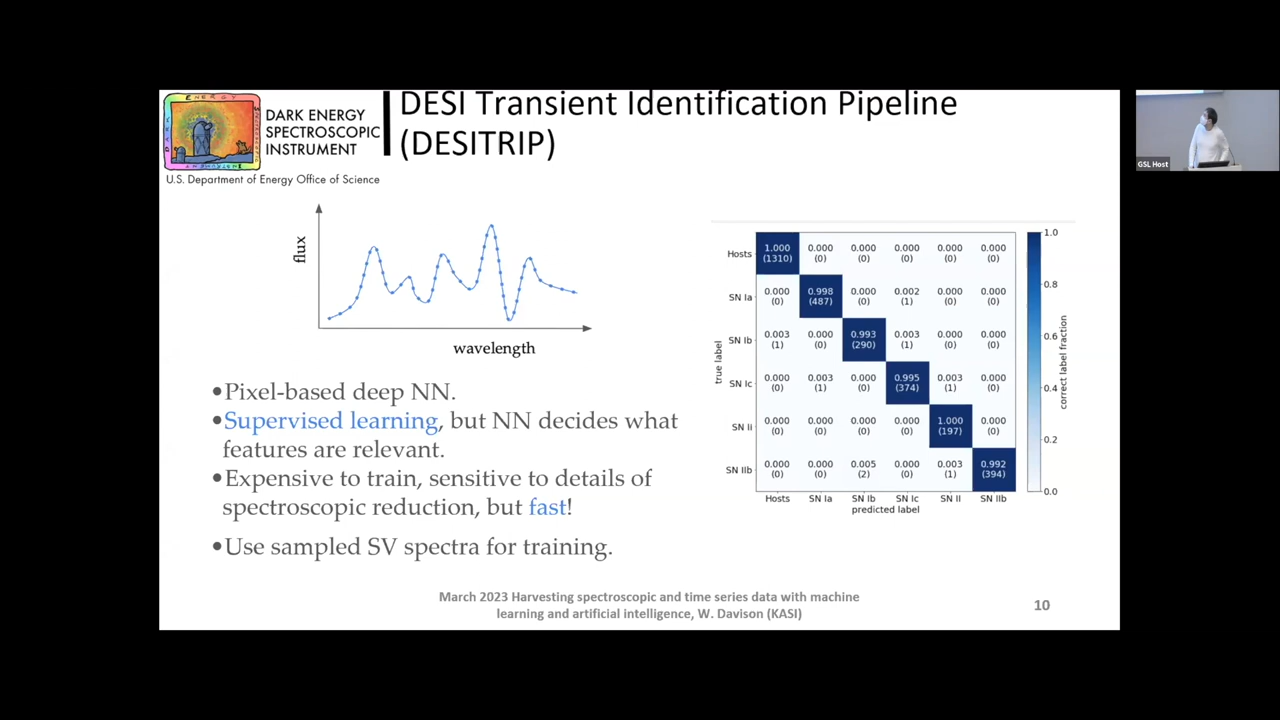 DESI Transient Identification Pipeline
(DESITRIP)
DARK ENERGY
SPECTROSCOPIC
INSTRUMENT
U.S. Department of Energy Office of Science
flux
wavelength
•Pixel-based deep NN.
•Supervised learning, but NN decides what
features are relevant.
•Expensive to train, sensitive to details of
spectroscopic reduction, but fast!
•Use sampled SV spectra for training.
true label
Hosts 1.000 0.000 0.000 0.000 0.000 0.000
(1310) (0) (0) (0) (0) (0)
SN Ia 0.000 0.998 0.000 0.002 0.000 0.000
(0) (487) (0) (1) (0) (0)
SN Ib 0.003 0.000 0.993 0.003 0.000 0.000
(1) (0) (290) (1) (0) (0)
SN Ic 0.000 0.003 0.000 0.995 0.003 0.000
(0) (1) (0) (374) (1) (0)
SN II 0.000 0.000 0.000 0.000 1.000 0.000
(0) (0) (0) (0) (197) (0)
SN IIb 0.000 0.000 0.005 0.000 0.003 0.992
(0) (0) (2) (0) (1) (394)
Hosts SN Ia SN Ib SN Ic SN II SN IIb
predicted label
1.0
0.8
0.6
0.4
0.2
0.0
correct label fraction
March 2023 Harvesting spectroscopic and time series data with machine
learning and artificial intelligence, W. Davison (KASI)
10
GSL Host